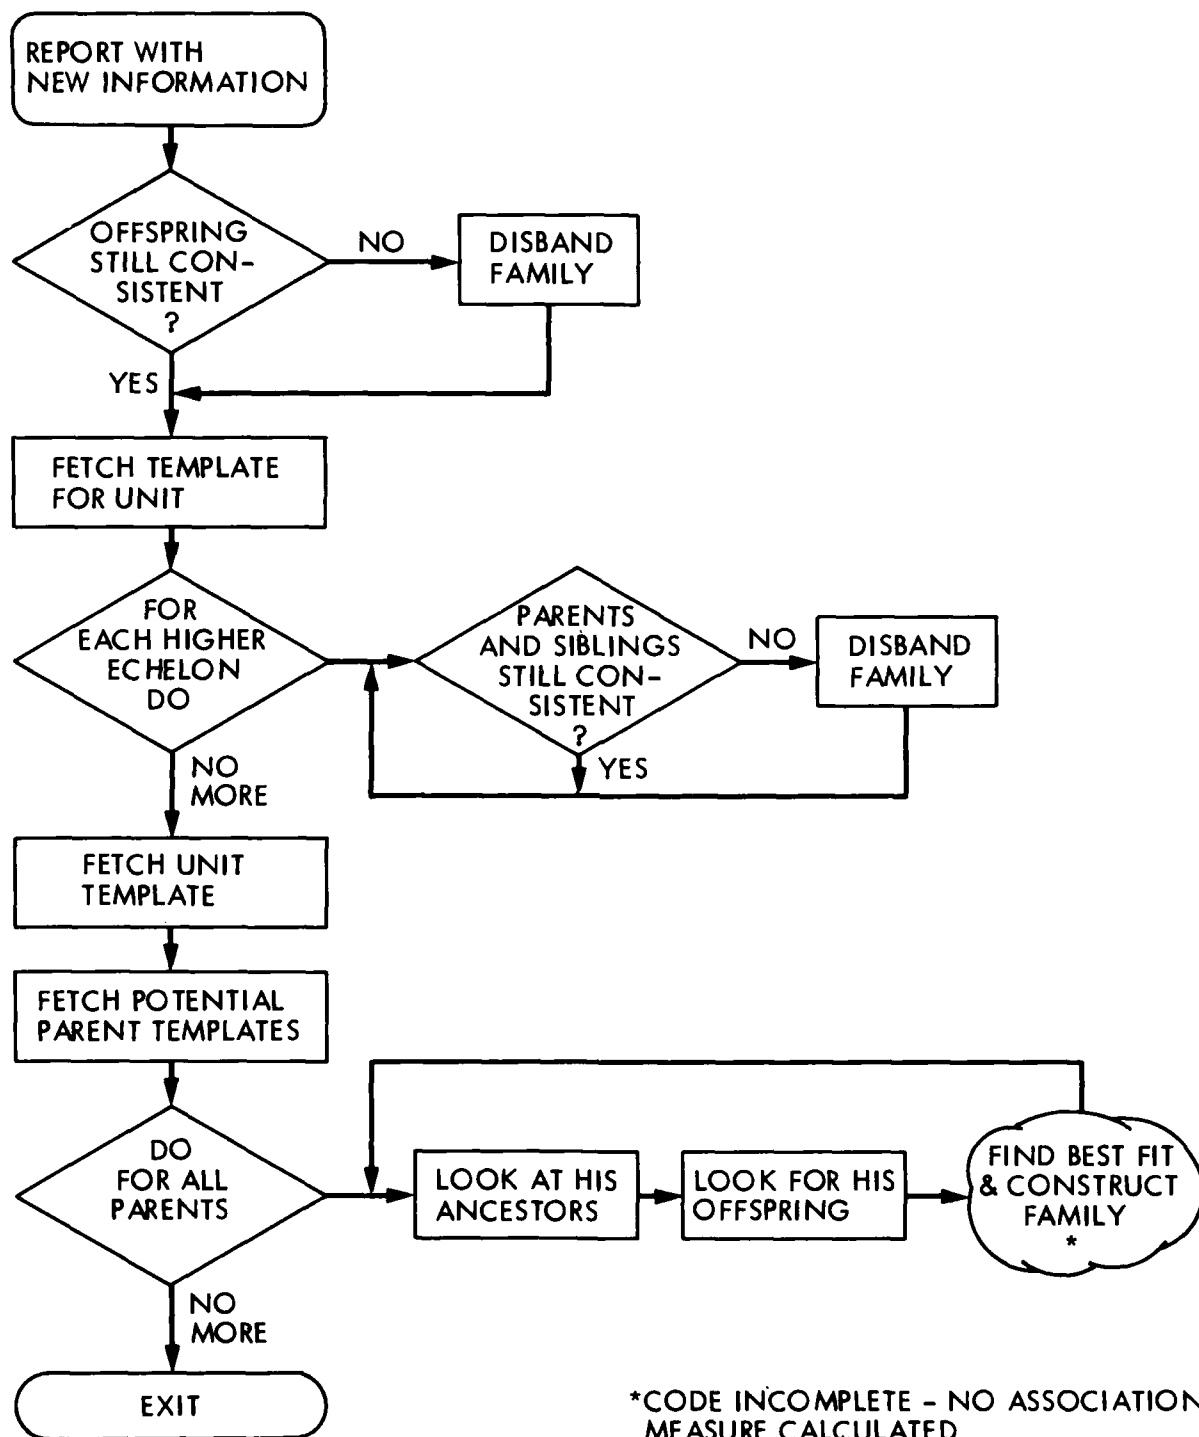 REPORT WITH
NEW INFORMATION
OFFSPRING
STILL CON-
SISTENT
?
NO
DISBAND
FAMILY
YES
FETCH TEMPLATE
FOR UNIT
FOR
EACH HIGHER
ECHELON
DO
PARENTS
AND SIBLINGS
STILL CON-
SISTENT
?
NO
DISBAND
FAMILY
YES
NO
MORE
FETCH UNIT
TEMPLATE
FETCH POTENTIAL
PARENT TEMPLATES
DO
FOR ALL
PARENTS
LOOK AT HIS
ANCESTORS
LOOK FOR HIS
OFFSPRING
FIND BEST FIT
& CONSTRUCT
FAMILY
*
NO
MORE
EXIT
*CODE INCOMPLETE - NO ASSOCIATION
MEASURE CALCULATED